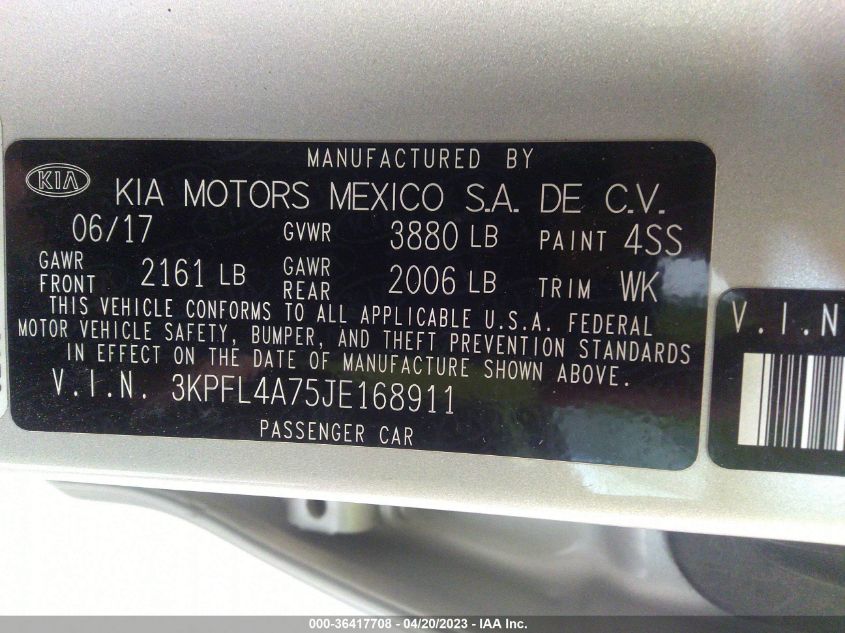 MANUFACTURED BY
KIA
KIA MOTORS MEXICO S.A. DE C.V.
06/17 GVWR 3880 LB PAINT 4SS
GAWR FRONT 2161 LB GAWR REAR 2006 LB TRIM WK
THIS VEHICLE CONFORMS TO ALL APPLICABLE U.S.A. FEDERAL
MOTOR VEHICLE SAFETY, BUMPER, AND THEFT PREVENTION STANDARDS
IN EFFECT ON THE DATE OF MANUFACTURE SHOWN ABOVE.
V.I.N. 3KPFL4A75JE168911
PASSENGER CAR
V.I.N
000-36417708 - 04/20/2023 - IAA Inc.